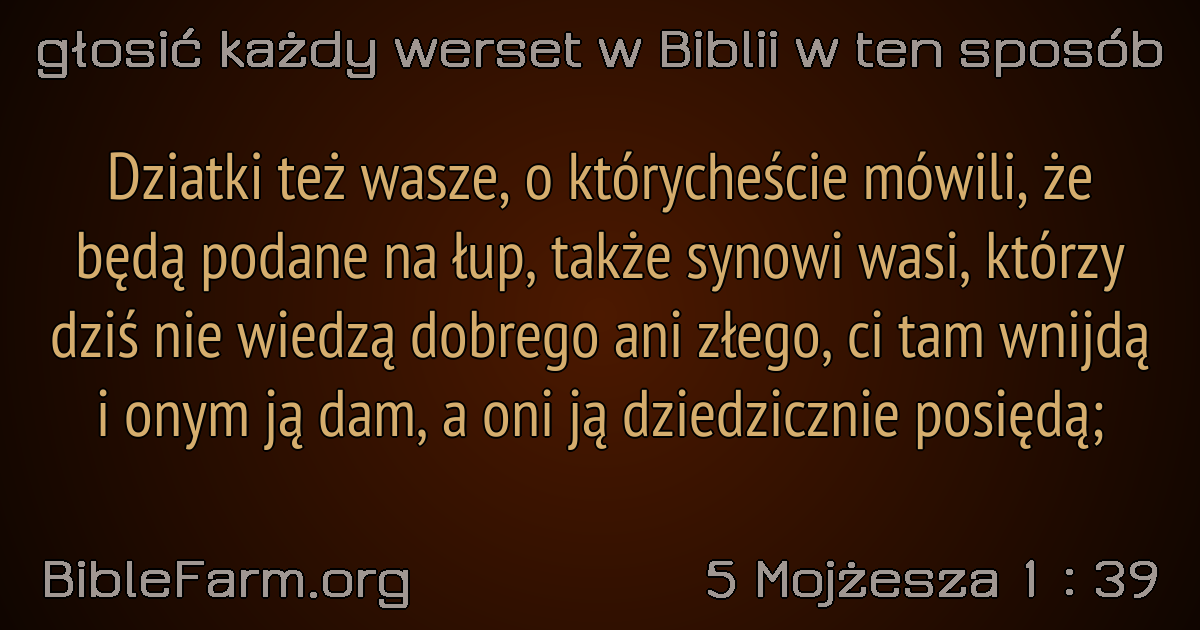 głosić każdy werset w Biblii w ten sposób
Dziatki też wasze, o którycheście mówili, że
będą podane na łup, także synowi wasi, którzy
dziś nie wiedzą dobrego ani złego, ci tam wnijdą
i onym ją dam, a oni ją dziedzicznie posiędą;
BibleFarm.org
5 Mojżesza 1 : 39